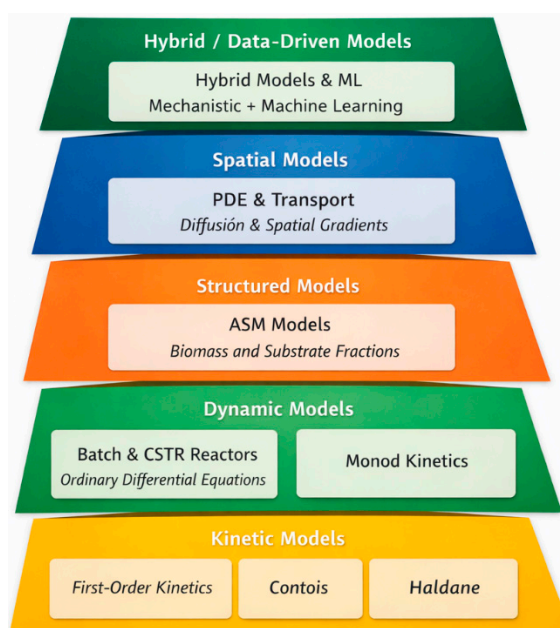 Hybrid / Data-Driven Models
Hybrid Models & ML
Mechanistic + Machine Learning
Spatial Models
PDE & Transport
Diffusión & Spatial Gradients
Structured Models
ASM Models
Biomass and Substrate Fractions
Dynamic Models
Batch & CSTR Reactors
Ordinary Differential Equations
Monod Kinetics
Kinetic Models
First-Order Kinetics
Contois
Haldane